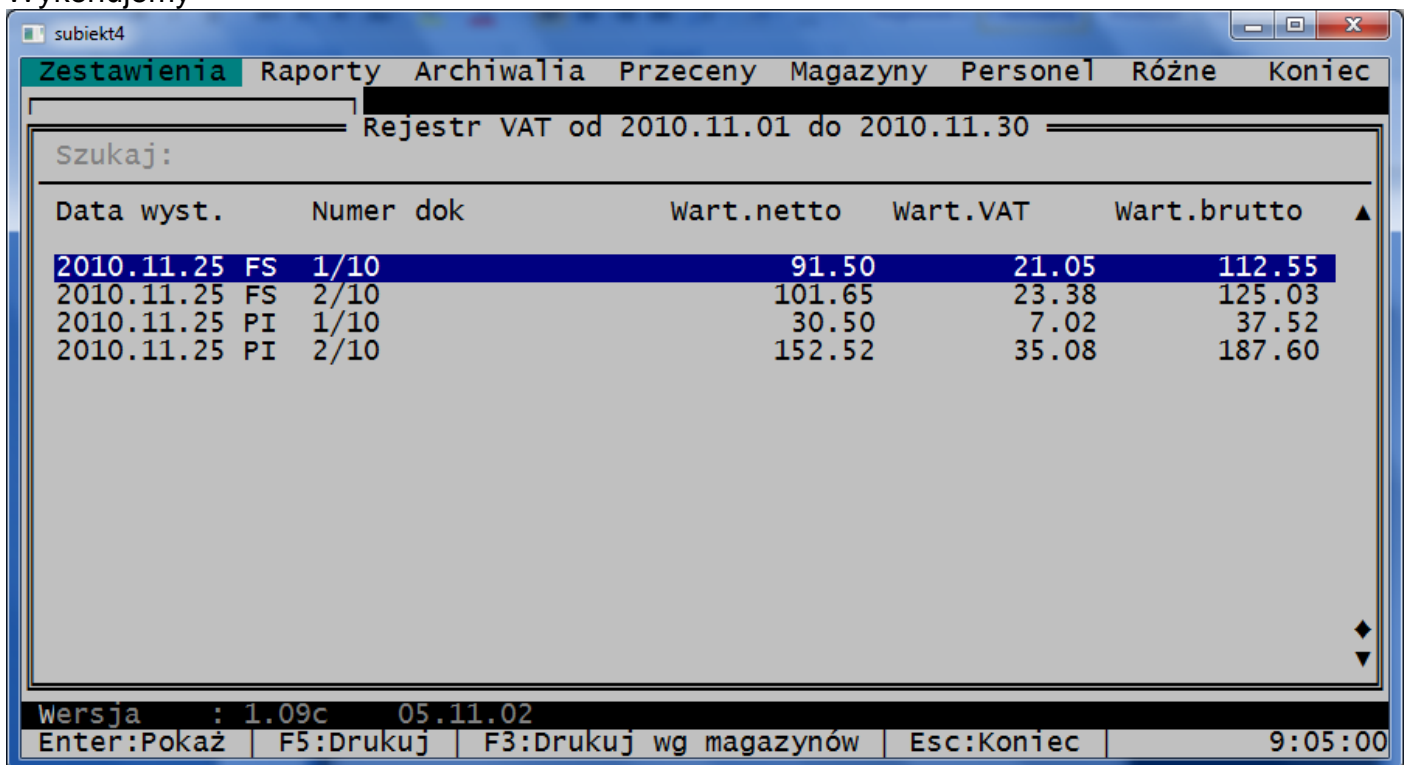 Wykonujemy
subiekt4
Zestawienia Raporty Archiwalia Przeceny Magazyny Personel Różne Koniec
Rejestr VAT od 2010.11.01 do 2010.11.30
Szukaj:
Data wyst. Numer dok Wart.netto Wart.VAT Wart.brutto
2010.11.25 FS 1/10 91.50 21.05 112.55
2010.11.25 FS 2/10 101.65 23.38 125.03
2010.11.25 PI 1/10 30.50 7.02 37.52
2010.11.25 PI 2/10 152.52 35.08 187.60
Wersja : 1.09c 05.11.02
Enter:Pokaż | F5:Drukuj | F3:Drukuj wg magazynów | Esc:Koniec | 9:05:00